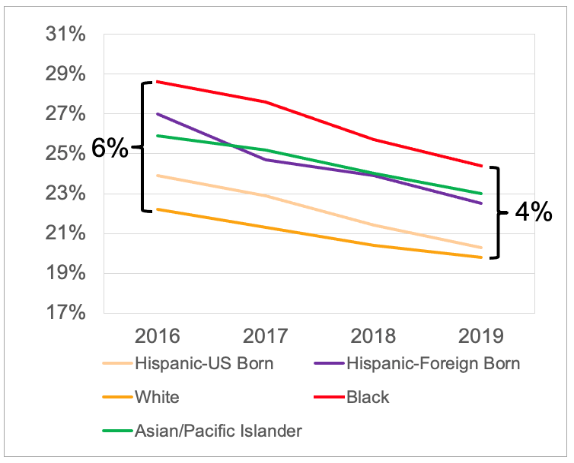 31%
29%
27%
25%
23%
21%
19%
17%
6%
4%
2016 2017 2018 2019
Hispanic-US Born Hispanic-Foreign Born
White Black
Asian/Pacific Islander